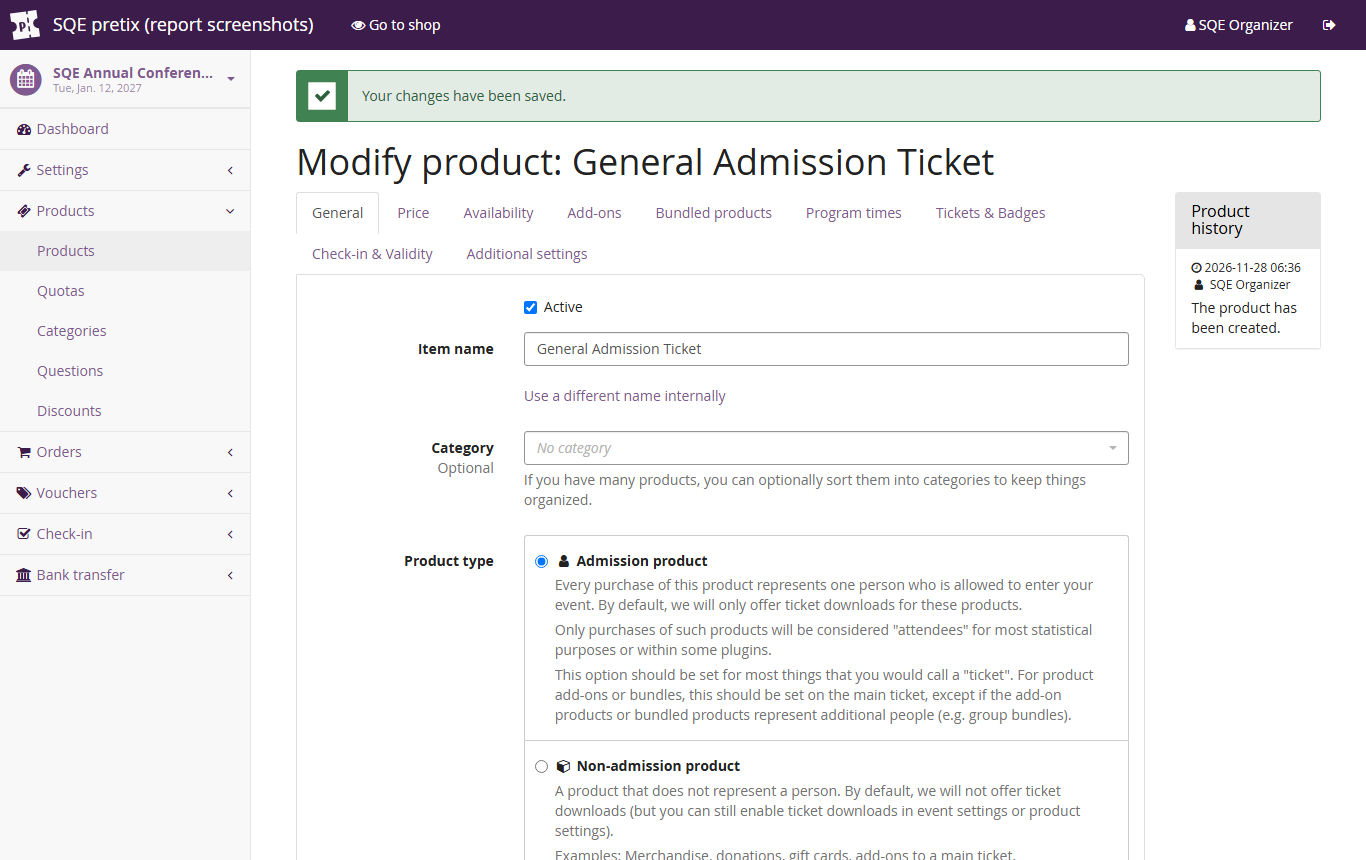 SQE pretix (report screenshots)
Go to shop
SQE Organizer
SQE Annual Conferen...
Tue, Jan. 12, 2027
Dashboard
Settings
Products
Products
Quotas
Categories
Questions
Discounts
Orders
Vouchers
Check-in
Bank transfer
Your changes have been saved.
Modify product: General Admission Ticket
General
Price
Availability
Add-ons
Bundled products
Program times
Tickets & Badges
Check-in & Validity
Additional settings
Active
Item name
General Admission Ticket
Use a different name internally
Category
Optional
No category
If you have many products, you can optionally sort them into categories to keep things
organized.
Product type
Admission product
Every purchase of this product represents one person who is allowed to enter your
event. By default, we will only offer ticket downloads for these products.
Only purchases of such products will be considered "attendees" for most statistical
purposes or within some plugins.
This option should be set for most things that you would call a "ticket". For product
add-ons or bundles, this should be set on the main ticket, except if the add-on
products or bundled products represent additional people (e.g. group bundles).
Non-admission product
A product that does not represent a person. By default, we will not offer ticket
downloads (but you can still enable ticket downloads in event settings or product
settings).
Examples: Merchandise, donations, gift cards, add-ons to a main ticket.
Product
history
2026-11-28 06:36
SQE Organizer
The product has
been created.